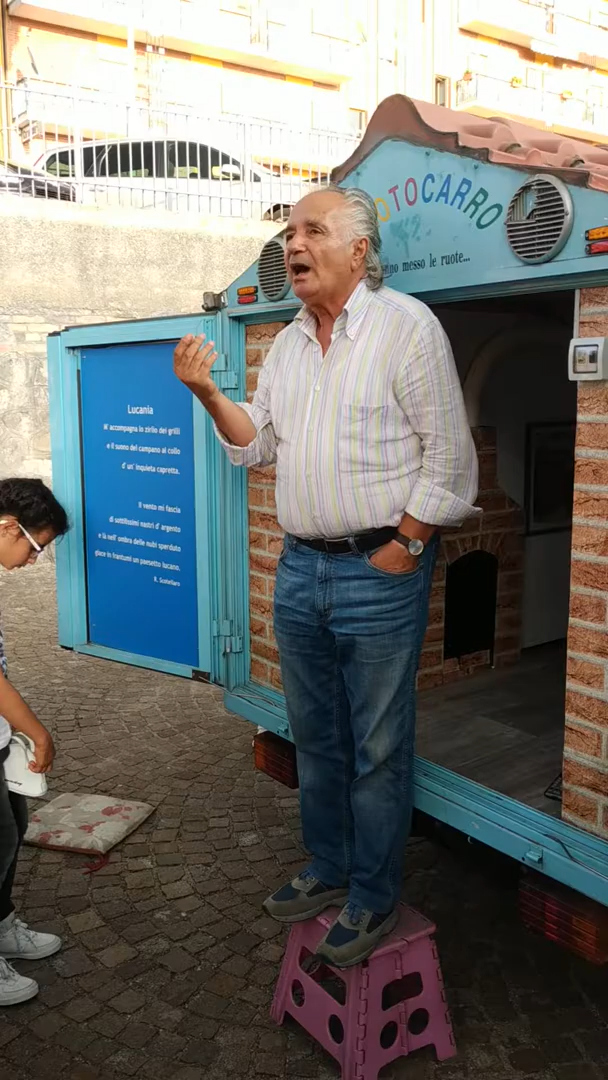 OTOCARRO
nno messo le ruote...
Lucania
M' accompagna lo zirlio dei grilli
e il suono del campano al collo
d' un' inquieta capretta.
Il vento mi fascia
di sottilissimi nastri d' argento
e là nell' ombra delle nubi sperduto
giace in frantumi un paesetto lucano.
R. Scotellaro